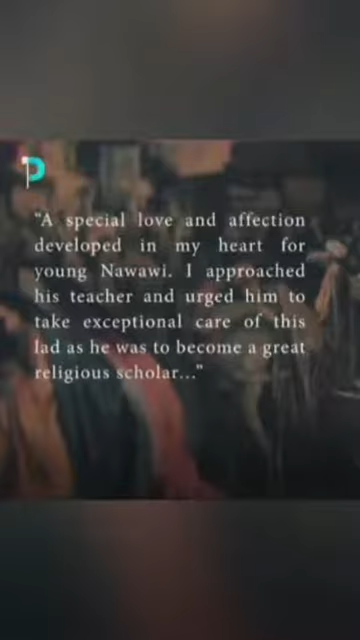 "A special love and affection
developed in my heart for
young Nawawi. I approached
his teacher and urged him to
take exceptional care of this
lad as he was to become a great
religious scholar..."